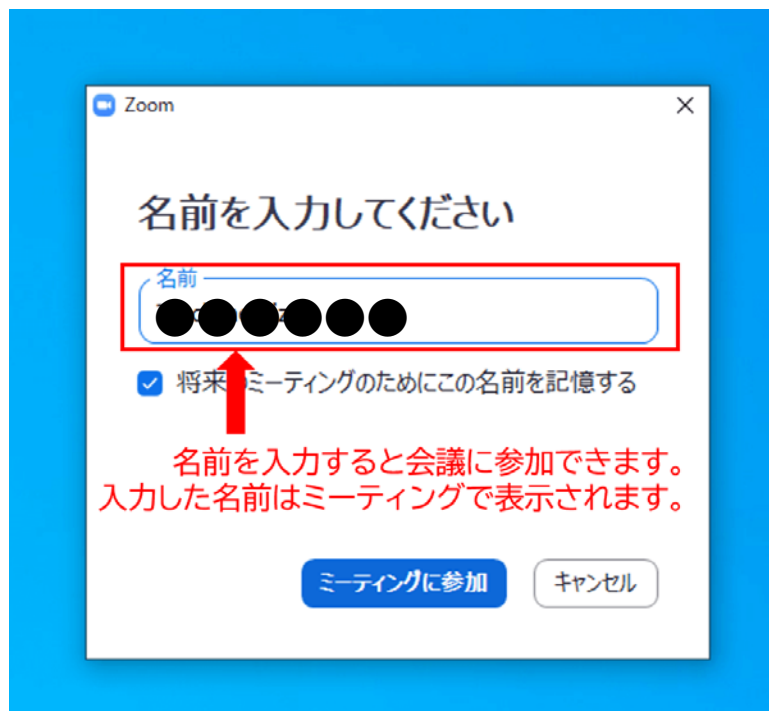 Zoom
名前を入力してください
名前
将来のミーティングのためにこの名前を記憶する
名前を入力すると会議に参加できます。
入力した名前はミーティングで表示されます。
ミーティングに参加
キャンセル